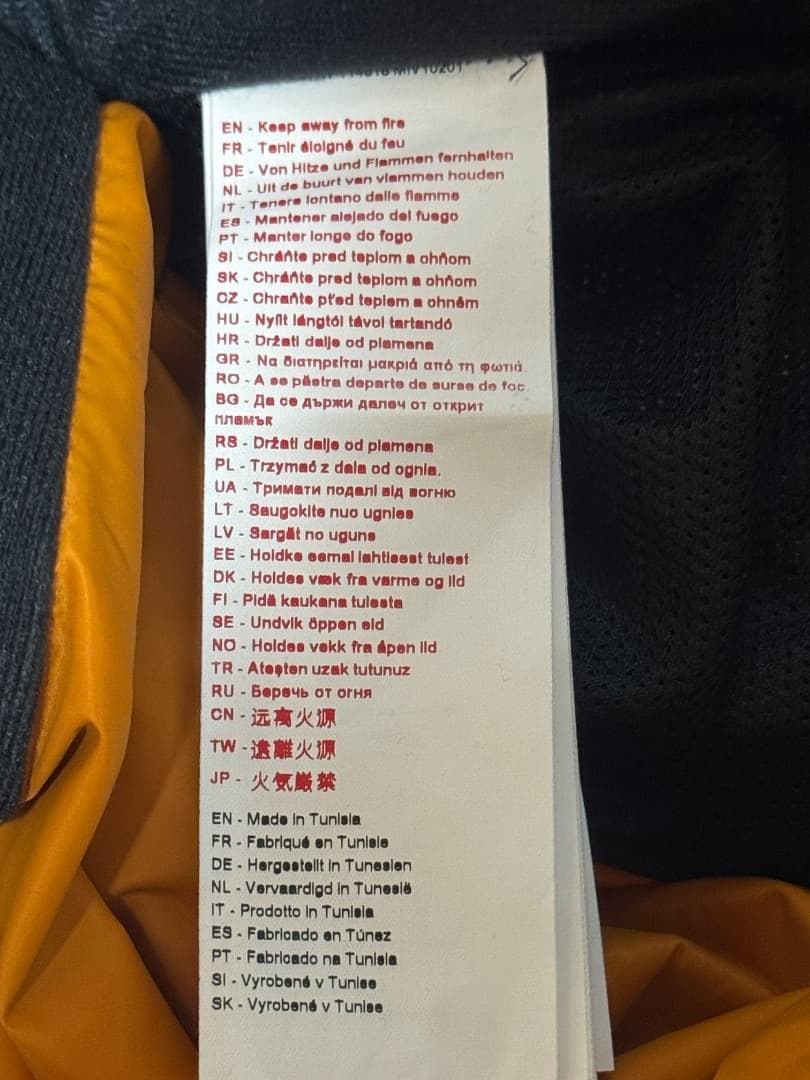 MIV10201
EN - Keep away from fire
FR - Tenir éloigné du feu
DE - Von Hitze und Flammen fernhalten
NL - Uit de buurt van vlammen houden
IT - Tenere lontano dalle fiamme
ES - Mantener alejado del fuego
PT - Manter longe do fogo
SI - Chráňte pred teplom a ohňom
SK - Chráňte pred teplom a ohňom
CZ - Chraňte pt'ed teplem a ohněm
HU - Nyílt lángtól távol tartandó
HR - Držati dalje od plamena
GR - Να διατηρείται μακριά από τη φωτιά.
RO - A se păstra departe de surse de foc.
BG - Да се държи далеч от открит
пламък
RS - Držati dalje od plamena
PL - Trzymać z dala od ognia.
UA - Тримати подалі від вогню
LT - Saugokite nuo ugnies
LV - Sargāt no uguns
EE - Hoidke eemal lahtisest tulest
DK - Holdes væk fra varme og ild
FI - Pidä kaukana tulesta
SE - Undvik öppen eld
NO - Holdes vekk fra åpen ild
TR - Ateşten uzak tutunuz
RU - Беречь от огня
CN - 远离火源
TW - 遠離火源
JP - 火気厳禁
EN - Made in Tunisia
FR - Fabriqué en Tunisie
DE - Hergestellt in Tunesien
NL - Vervaardigd in Tunesië
IT - Prodotto in Tunisia
ES - Fabricado en Túnez
PT - Fabricado na Tunísia
SI - Vyrobené v Tunise
SK - Vyrobené v Tunise